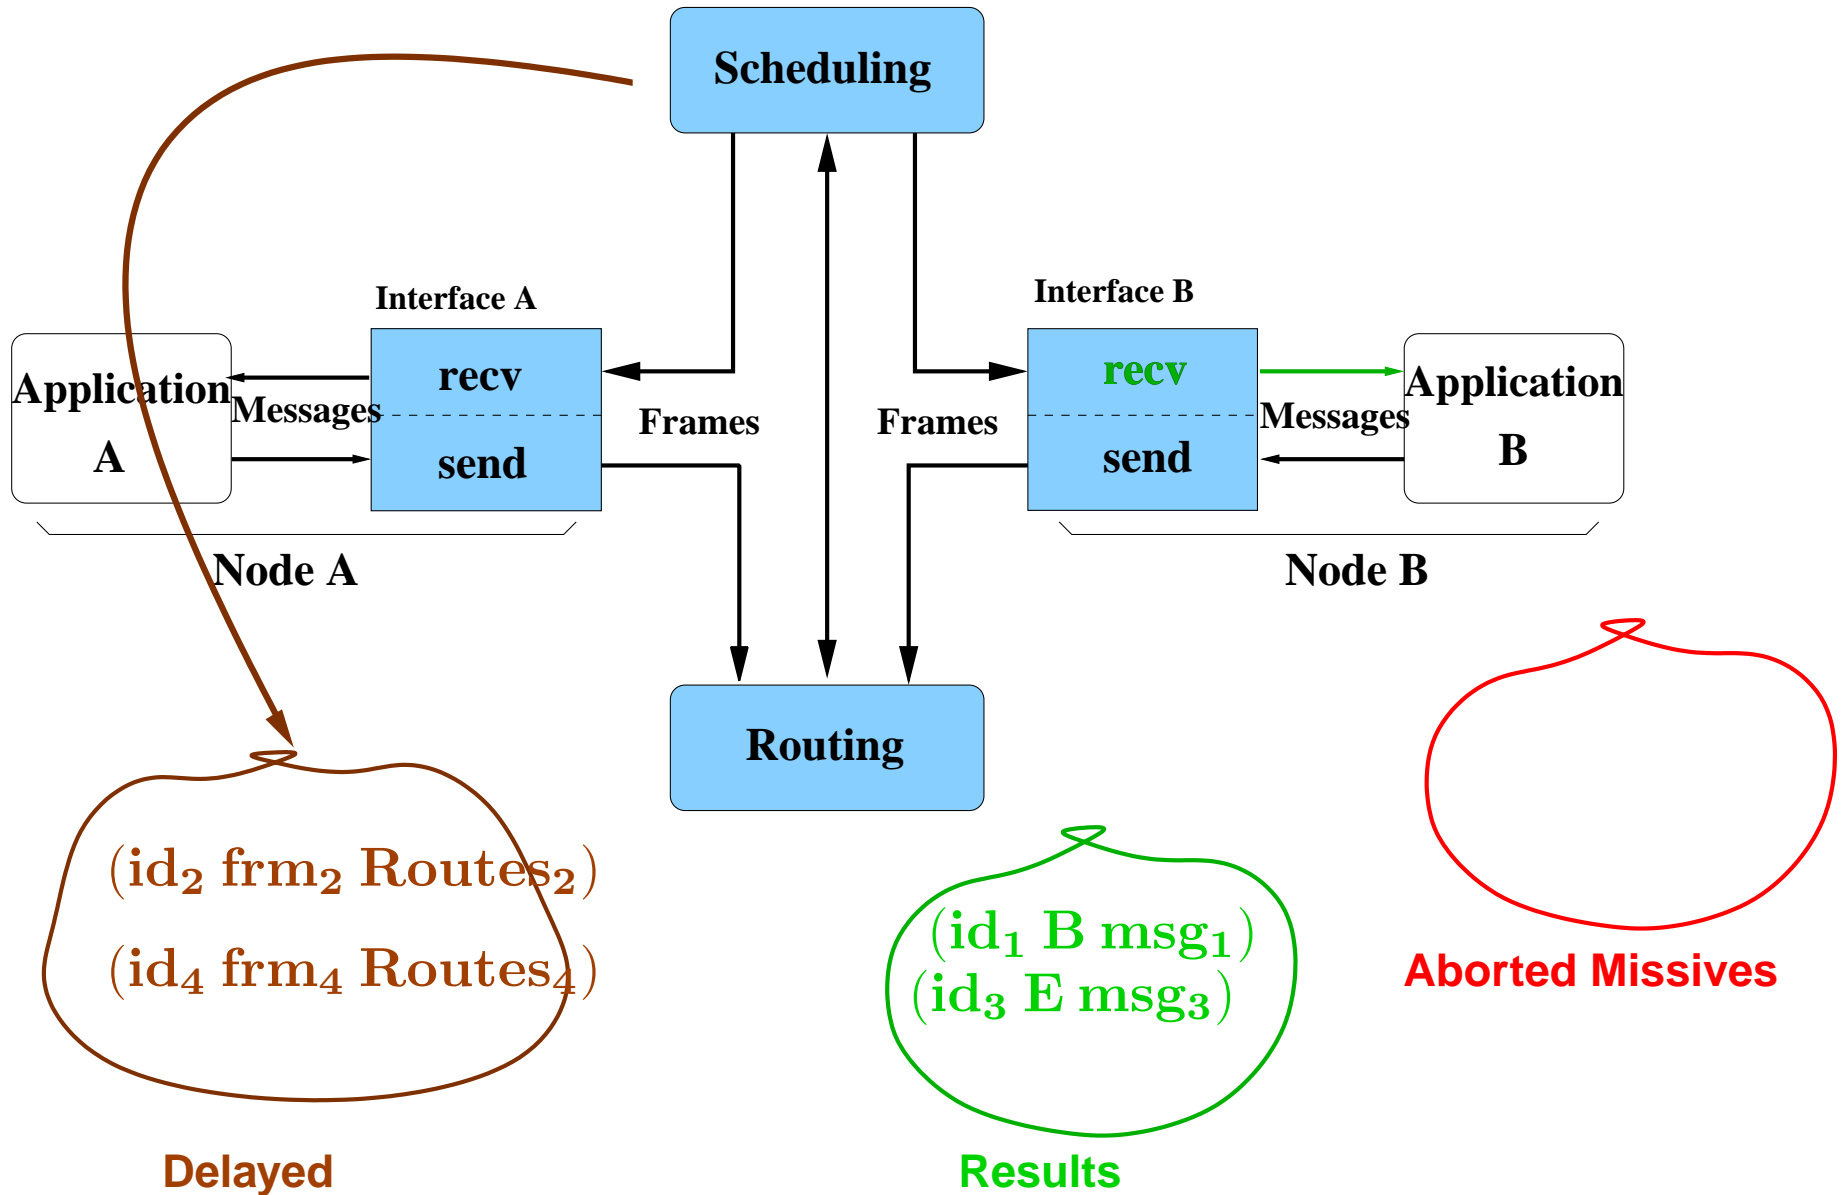 Scheduling
Interface A
Interface B
Application
A
Messages
recv
send
Frames
Frames
recv
send
Messages
Application
B
Node A
Node B
Routing
(id₂ frm₂ Routes₂)
(id₄ frm₄ Routes₄)
(id₁ B msg₁)
(id₃ E msg₃)
Aborted Missives
Delayed
Results